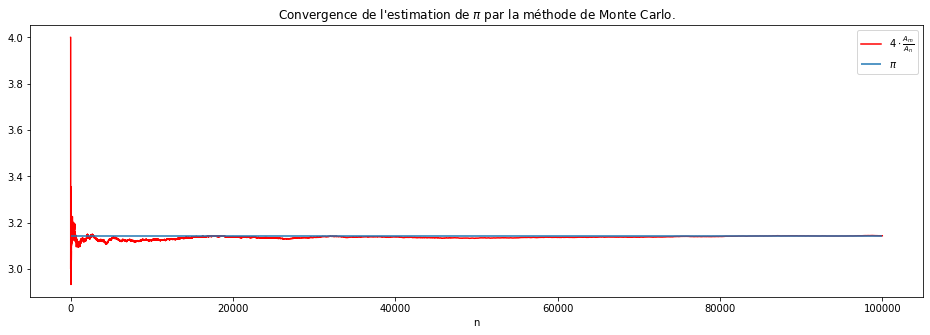 Convergence de l'estimation de π par la méthode de Monte Carlo.
4 · A_m/A_n
π
4.0
3.8
3.6
3.4
3.2
3.0
0 20000 40000 60000 80000 100000
n